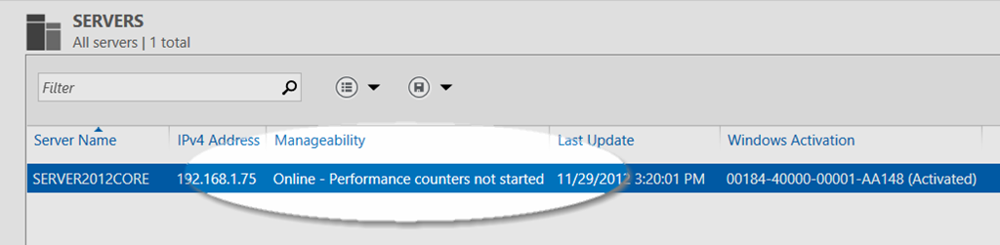 SERVERS
All servers | 1 total
Filter
Server Name IPv4 Address Manageability Last Update Windows Activation
SERVER2012CORE 192.168.1.75 Online - Performance counters not started 11/29/2012 3:20:01 PM 00184-40000-00001-AA148 (Activated)